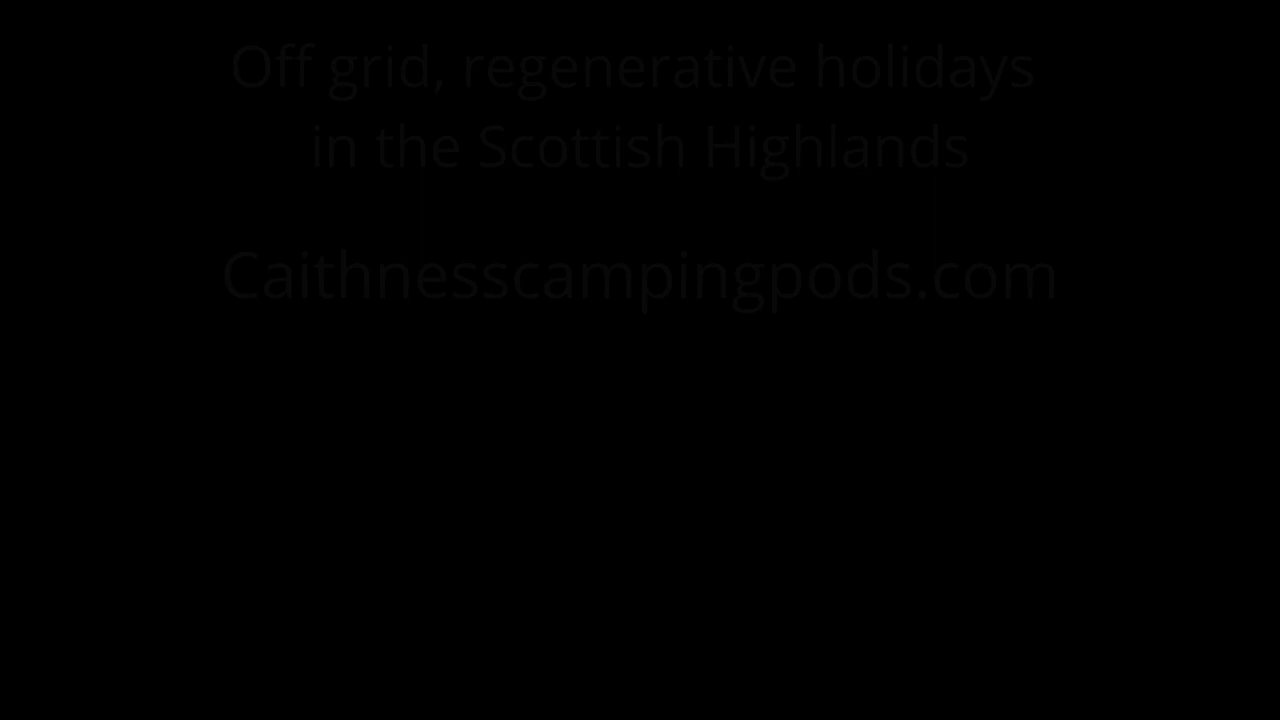 Off grid, regenerative holidays
in the Scottish Highlands
Caithnesscampingpods.com